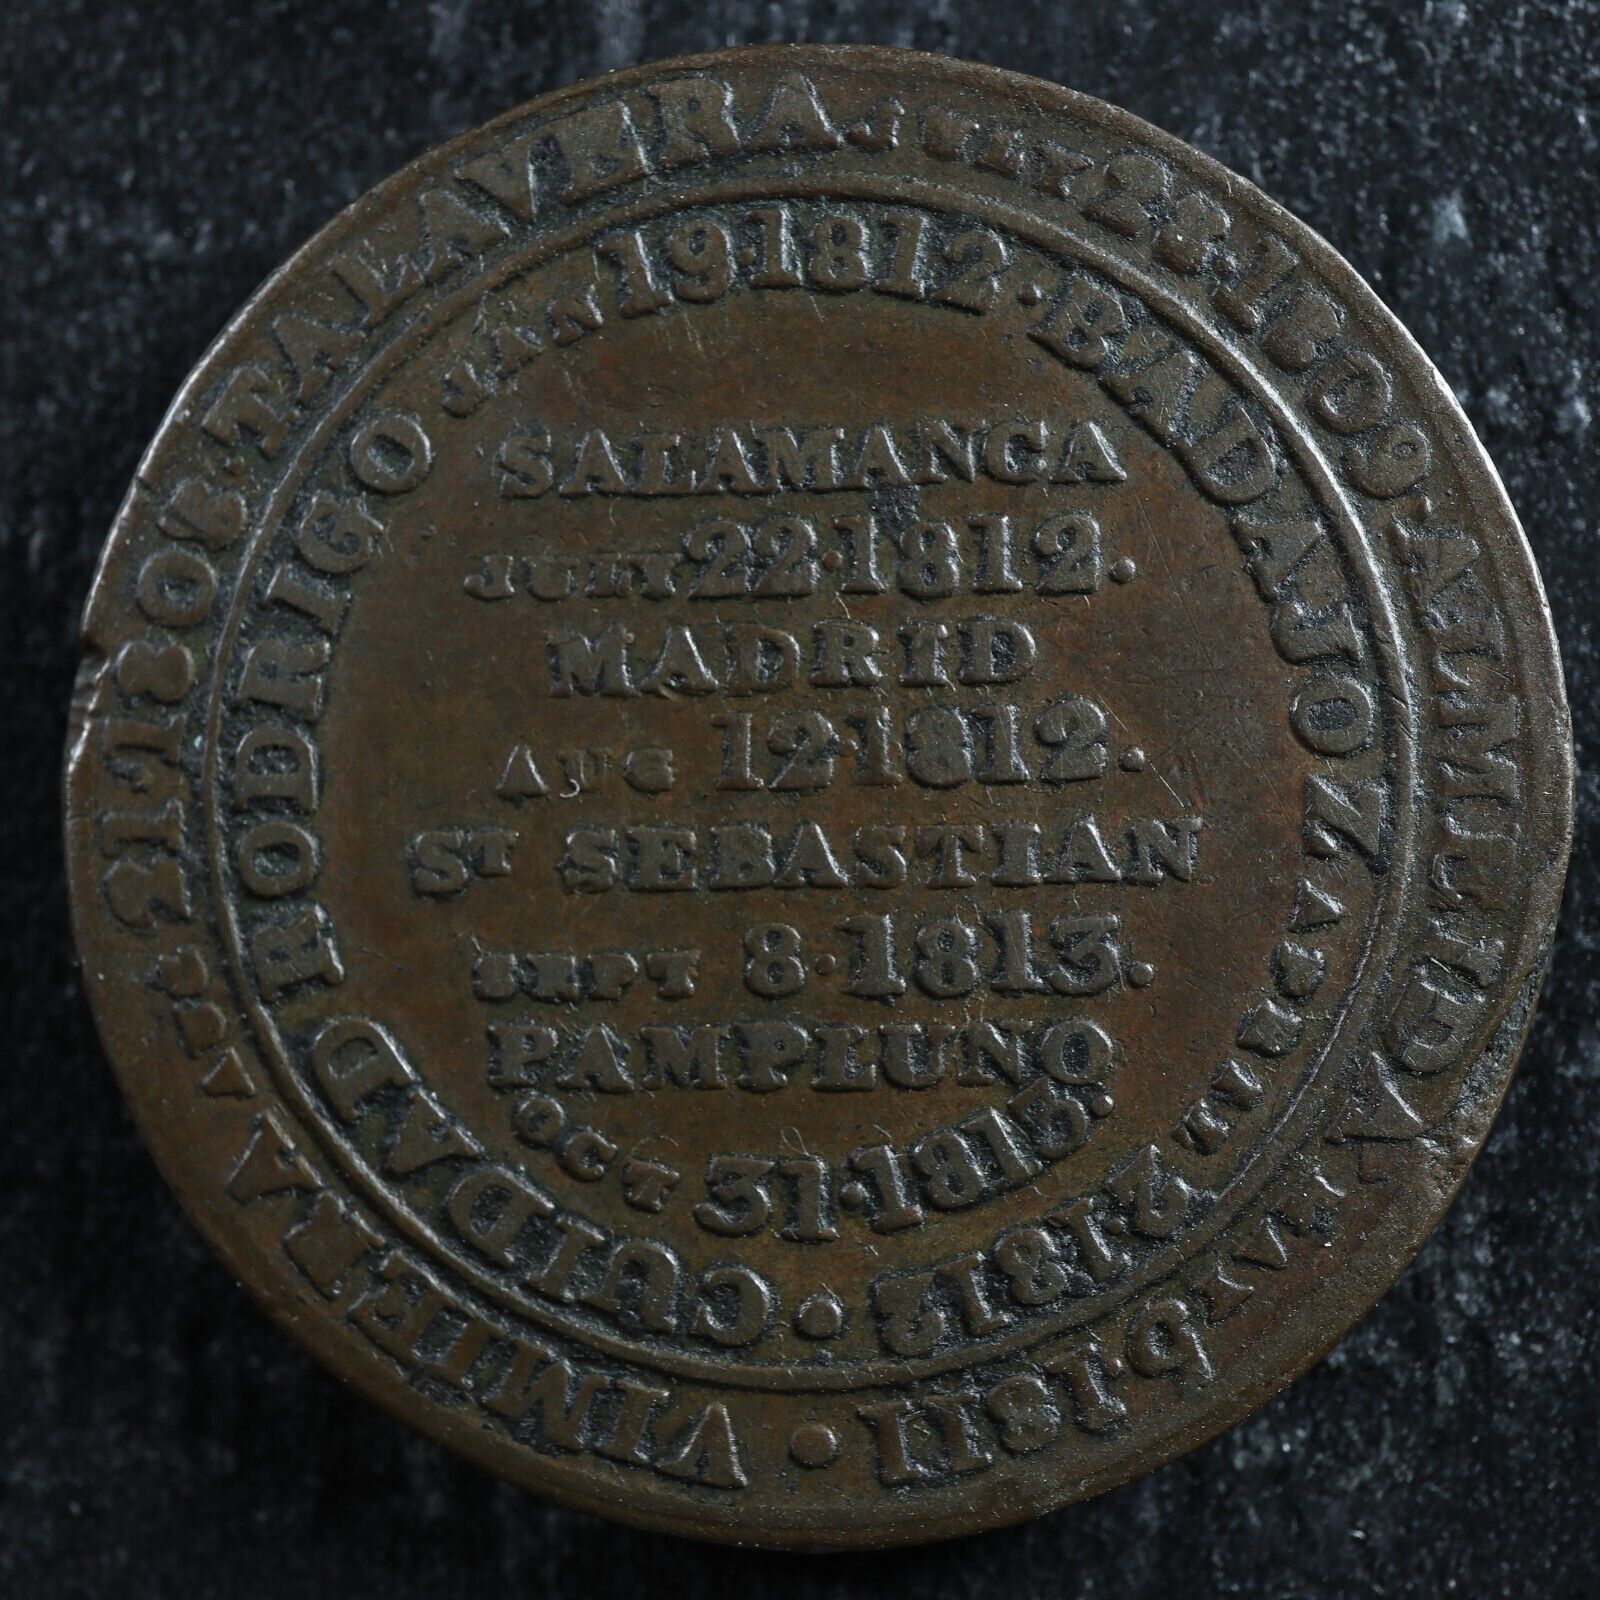 VIMIERA AUG 21·1808·TALAVERA JULY 28·1809·ALMEIDA MAY 5·1811·
CUIDAD RODRIGO JAN 19·1812·BADAJOZ APRIL 2·1812·
SALAMANCA
JULY 22·1812.
MADRID
AUG 12·1812.
ST SEBASTIAN
SEPT 8·1813.
PAMPLUNO
OCT 31·1813.